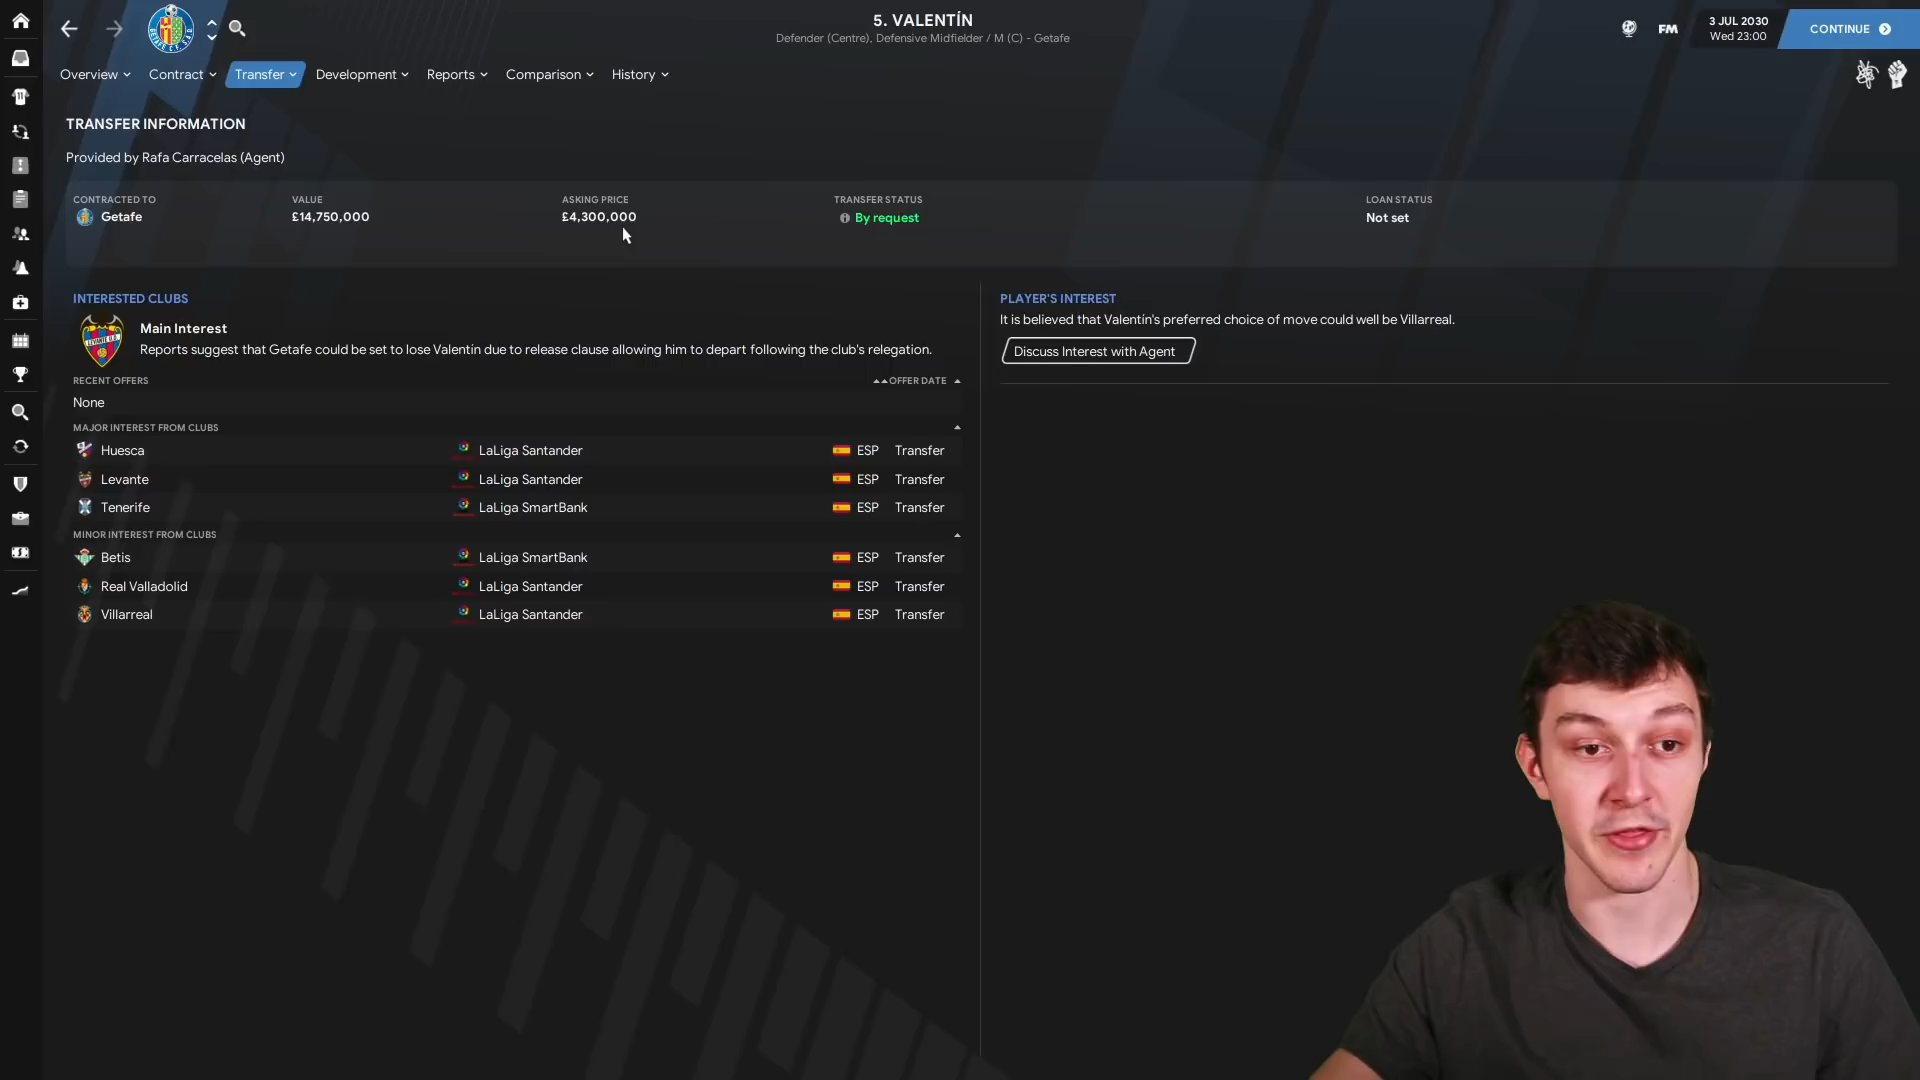 5. VALENTÍN
Defender (Centre), Defensive Midfielder / M (C) - Getafe
FM
3 JUL 2030
Wed 23:00
CONTINUE
Overview
Contract
Transfer
Development
Reports
Comparison
History
TRANSFER INFORMATION
Provided by Rafa Carracelas (Agent)
CONTRACTED TO
VALUE
ASKING PRICE
TRANSFER STATUS
LOAN STATUS
Getafe
£14,750,000
£4,300,000
By request
Not set
INTERESTED CLUBS
Main Interest
Reports suggest that Getafe could be set to lose Valentín due to release clause allowing him to depart following the club's relegation.
RECENT OFFERS
OFFER DATE
None
MAJOR INTEREST FROM CLUBS
Huesca LaLiga Santander ESP Transfer
Levante LaLiga Santander ESP Transfer
Tenerife LaLiga SmartBank ESP Transfer
MINOR INTEREST FROM CLUBS
Betis LaLiga SmartBank ESP Transfer
Real Valladolid LaLiga Santander ESP Transfer
Villarreal LaLiga Santander ESP Transfer
PLAYER'S INTEREST
It is believed that Valentín's preferred choice of move could well be Villarreal.
Discuss Interest with Agent